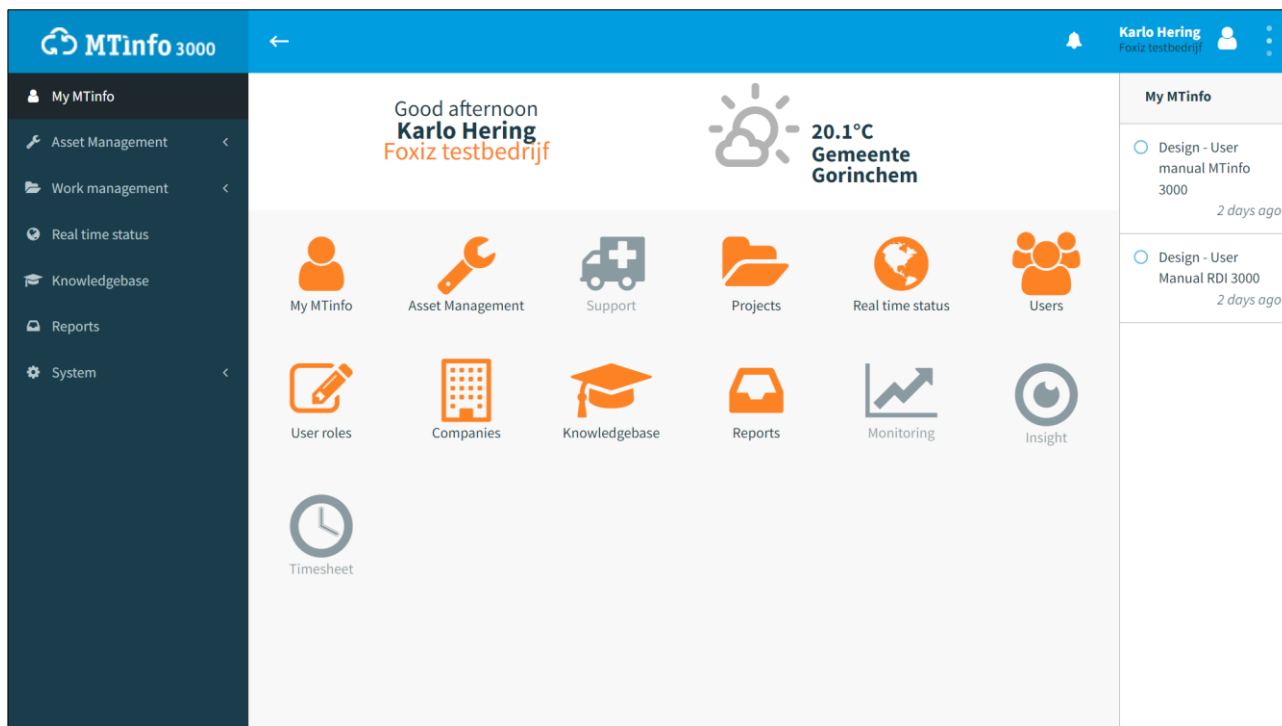 MTinfo 3000
Karlo Hering
Foxiz testbedrijf
My MTinfo
Asset Management
Work management
Real time status
Knowledgebase
Reports
System
Good afternoon
Karlo Hering
Foxiz testbedrijf
20.1°C
Gemeente
Gorinchem
My MTinfo
Asset Management
Support
Projects
Real time status
Users
User roles
Companies
Knowledgebase
Reports
Monitoring
Insight
Timesheet
My MTinfo
Design - User
manual MTinfo
3000
2 days ago
Design - User
Manual RDI 3000
2 days ago